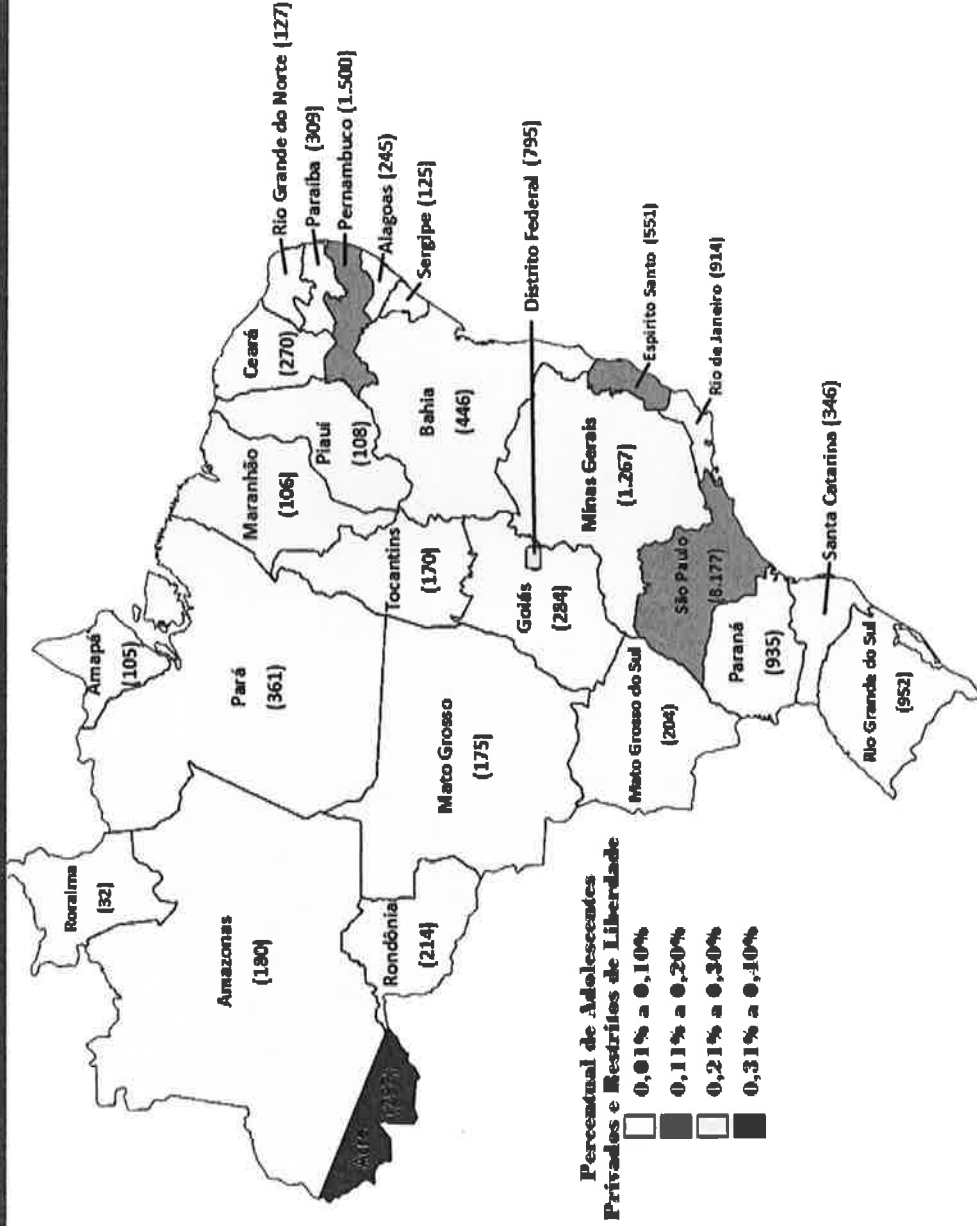 Roraima
(32)
Amapá
(105)
Amazonas
(180)
Pará
(361)
Maranhão
(106)
Ceará
(270)
Rio Grande do Norte (127)
Paraíba (309)
Pernambuco (1.500)
Alagoas (245)
Sergipe (125)
Piauí
(108)
Tocantins
(170)
Bahia
(446)
Acre
Rondônia
(214)
Mato Grosso
(175)
Goiás
(284)
Distrito Federal (795)
Minas Gerais
(1.267)
Espírito Santo (551)
Rio de Janeiro (914)
Mato Grosso do Sul
(204)
São Paulo
(8.177)
Paraná
(935)
Santa Catarina (346)
Rio Grande do Sul
(952)
Percentual de Adolescentes
Privados e Restritos de Liberdade
0,01% a 0,10%
0,11% a 0,20%
0,21% a 0,30%
0,31% a 0,40%